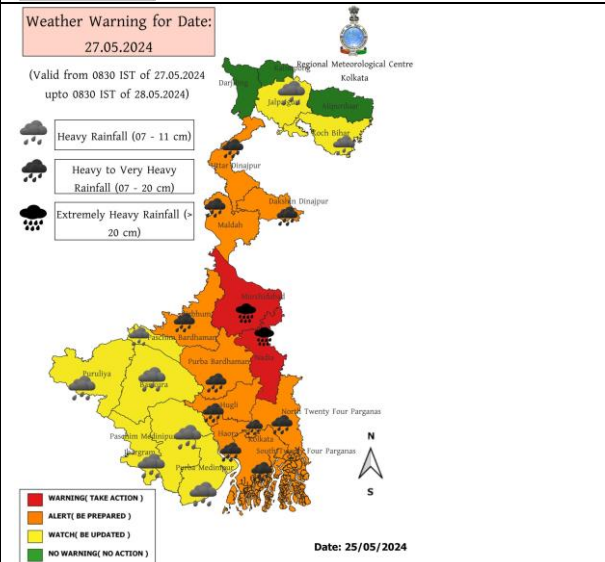 Weather Warning for Date:
27.05.2024
(Valid from 0830 IST of 27.05.2024
upto 0830 IST of 28.05.2024)
Regional Meteorological Centre
Kolkata
Heavy Rainfall (07 - 11 cm)
Heavy to Very Heavy
Rainfall (07 - 20 cm)
Extremely Heavy Rainfall (>
20 cm)
Darjiling
Jalpaiguri
Koch Bihar
Uttar Dinajpur
Dakshin Dinajpur
Maldah
Murshidabad
Birbhum
Paschim Bardhaman
Nadia
Purba Bardhaman
Puruliya
Bankura
Hugli
North Twenty Four Parganas
Paschim Medinipur
Haora
Kolkata
Jhargram
South Twenty Four Parganas
Purba Medinipur
N
S
WARNING( TAKE ACTION )
ALERT( BE PREPARED )
WATCH( BE UPDATED )
NO WARNING( NO ACTION )
Date: 25/05/2024